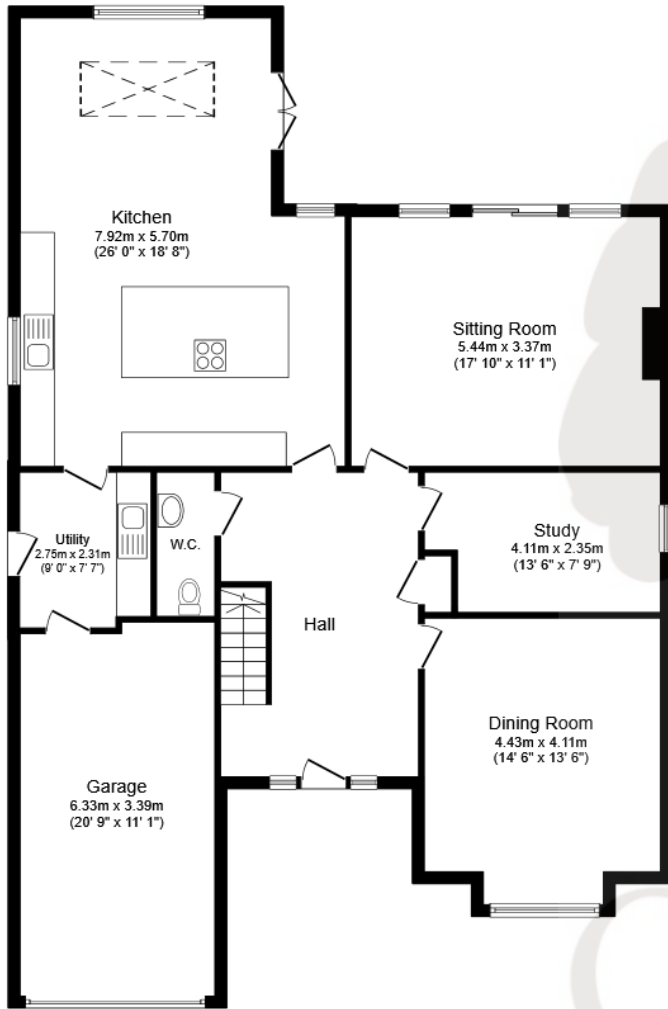 Kitchen
7.92m x 5.70m
(26' 0" x 18' 8")
Sitting Room
5.44m x 3.37m
(17' 10" x 11' 1")
Utility
2.75m x 2.31m
(9' 0" x 7' 7")
W.C.
Study
4.11m x 2.35m
(13' 6" x 7' 9")
Hall
Dining Room
4.43m x 4.11m
(14' 6" x 13' 6")
Garage
6.33m x 3.39m
(20' 9" x 11' 1")